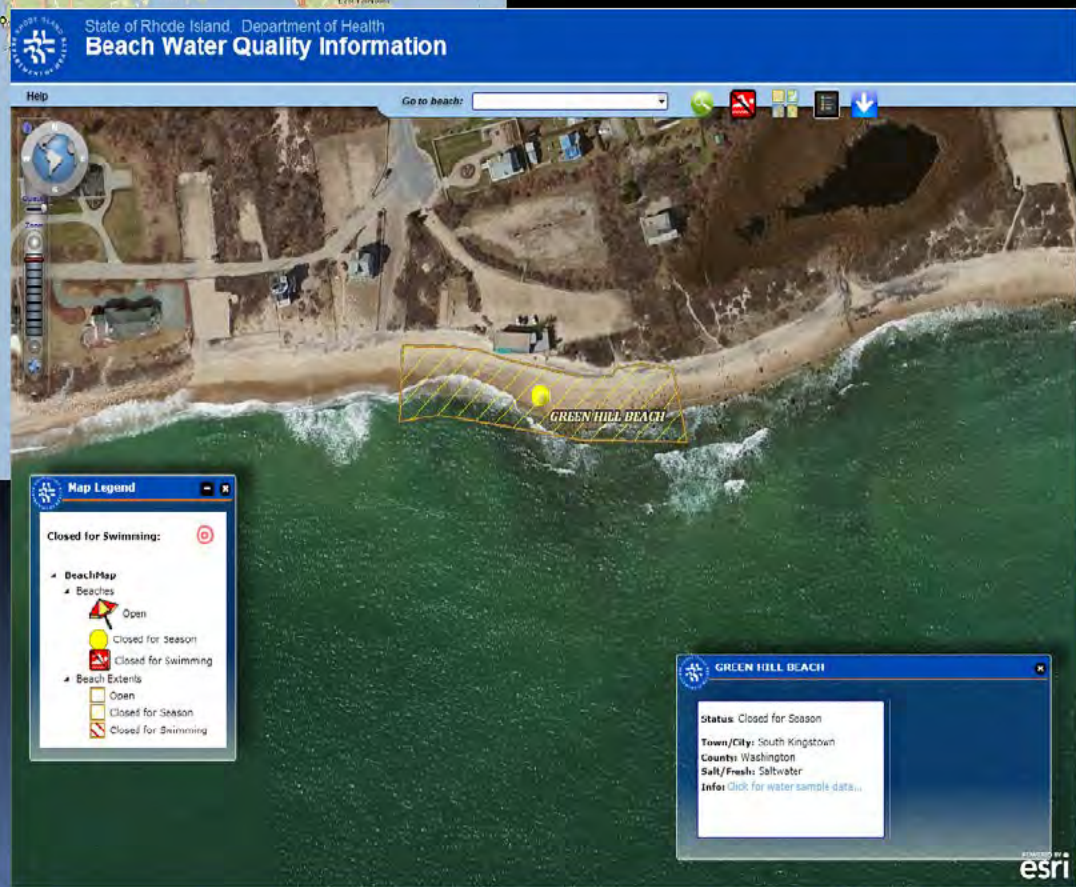 State of Rhode Island, Department of Health
Beach Water Quality Information
Help
Go to beach:
Zoom
GREEN HILL BEACH
Map Legend
Closed for Swimming:
BeachMap
Beaches
Open
Closed for Season
Closed for Swimming
Beach Extents
Open
Closed for Season
Closed for Swimming
GREEN HILL BEACH
Status: Closed for Season
Town/City: South Kingstown
County: Washington
Salt/Fresh: Saltwater
Info: Click for water sample data...
POWERED BY
esri